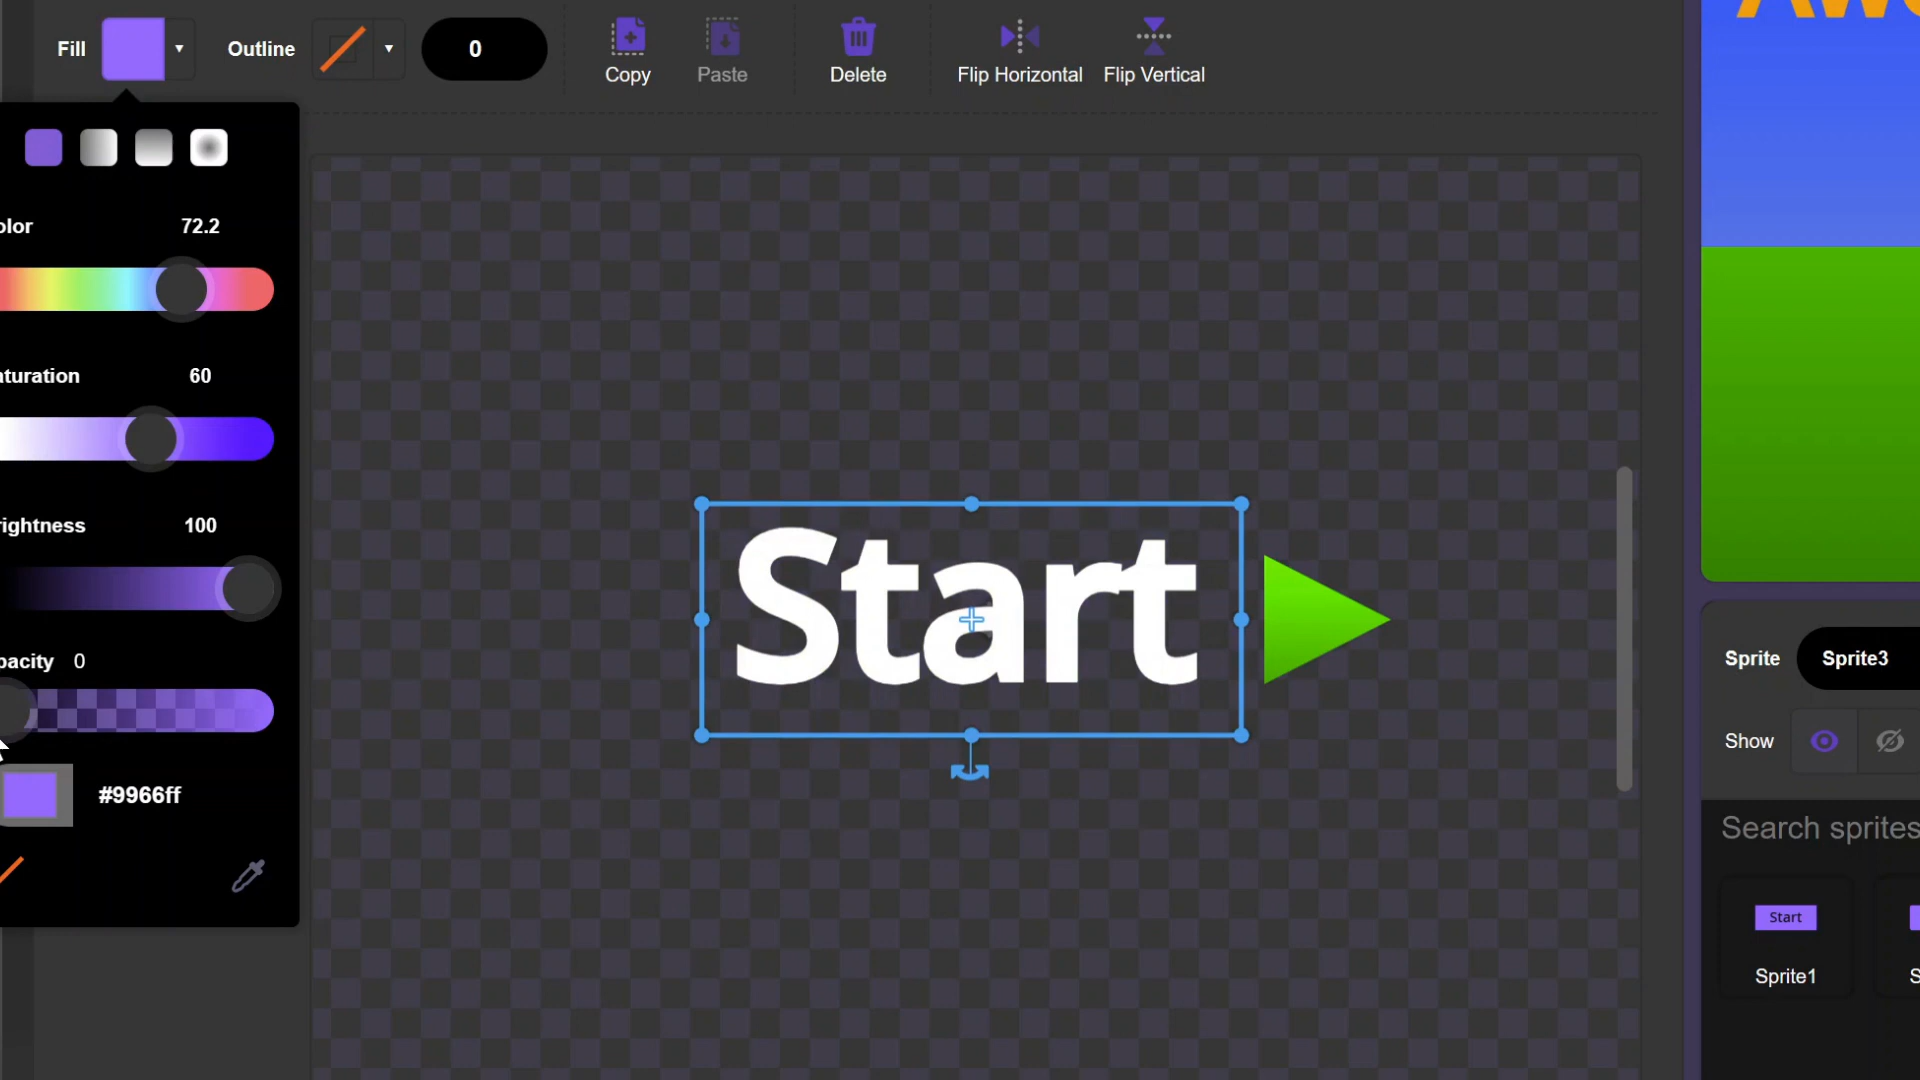 Fill
Outline
0
Copy
Paste
Delete
Flip Horizontal
Flip Vertical
olor 72.2
aturation 60
ightness 100
pacity 0
#9966ff
Start
Sprite Sprite3
Show
Search sprites
Start
Sprite1
S